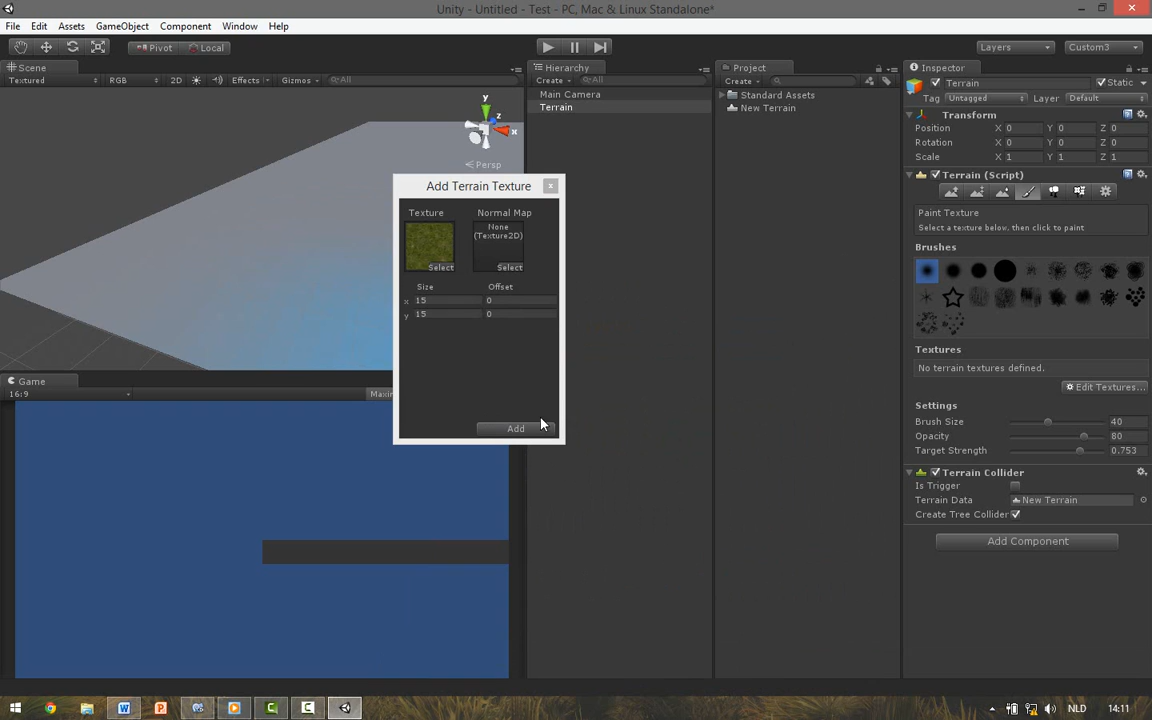 Unity - Untitled - Test - PC, Mac & Linux Standalone*
File Edit Assets GameObject Component Window Help
Pivot Local Layers Custom3
Scene
Textured RGB 2D Effects Gizmos All
Hierarchy
Create All
Main Camera
Terrain
Project
Create
Standard Assets
New Terrain
Inspector
Terrain Static
Tag Untagged Layer Default
Transform
Position X 0 Y 0 Z 0
Rotation X 0 Y 0 Z 0
Scale X 1 Y 1 Z 1
Terrain (Script)
Paint Texture
Select a texture below, then click to paint
Brushes
Textures
No terrain textures defined.
Edit Textures...
Settings
Brush Size 40
Opacity 80
Target Strength 0.753
Terrain Collider
Is Trigger
Terrain Data New Terrain
Create Tree Collider
Add Component
y
z
x
Persp
Add Terrain Texture x
Texture Normal Map
None
(Texture2D)
Select Select
Size Offset
x 15 0
y 15 0
Add
Game
16:9 Maxin
NLD 14:11